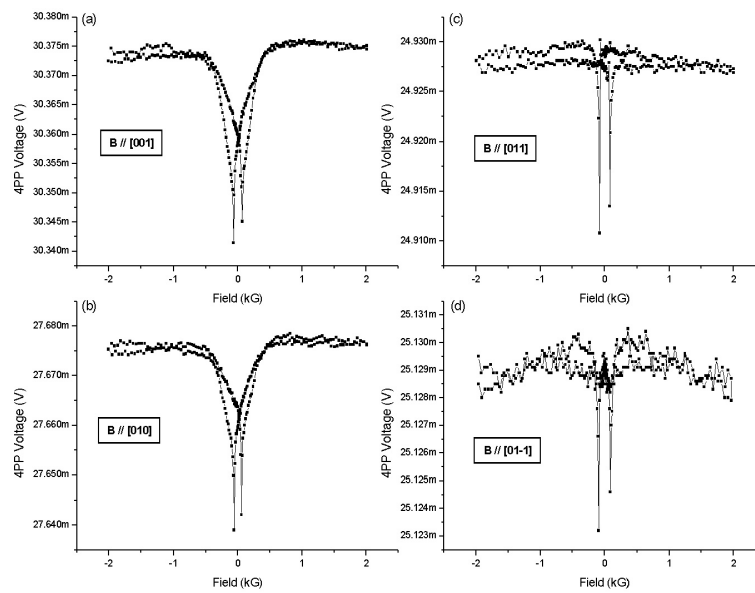 (a)
30.380m
30.375m
30.370m
30.365m
30.360m
30.355m
30.350m
30.345m
30.340m
4PP Voltage (V)
B // [001]
-2 -1 0 1 2
Field (kG)
(c)
24.930m
24.925m
24.920m
24.915m
24.910m
4PP Voltage (V)
B // [011]
-2 -1 0 1 2
Field (kG)
(b)
27.680m
27.670m
27.660m
27.650m
27.640m
4PP Voltage (V)
B // [010]
-2 -1 0 1 2
Field (kG)
(d)
25.131m
25.130m
25.129m
25.128m
25.126m
25.125m
25.124m
25.123m
4PP Voltage (V)
B // [01-1]
-2 -1 0 1 2
Field (kG)